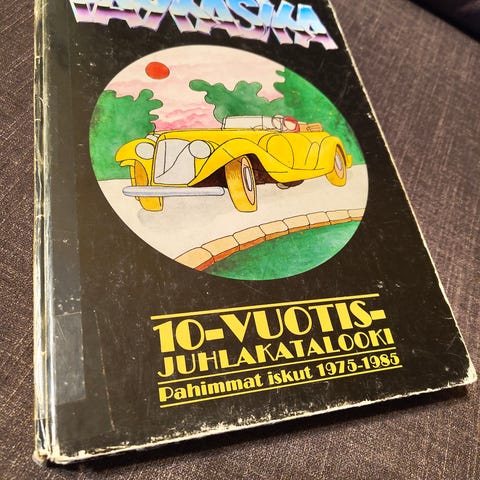 10-VUOTIS-
JUHLAKATALOOKI
Pahimmat iskut 1975-1985